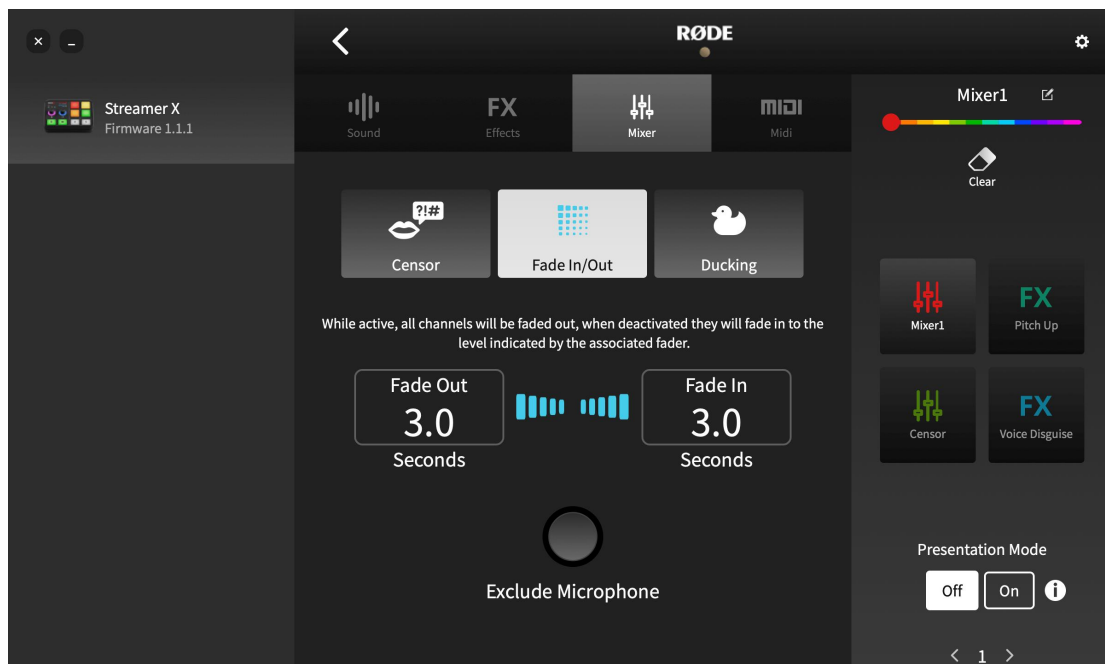 Streamer X
Firmware 1.1.1
RØDE
Sound
FX
Effects
Mixer
MIDI
Midi
Mixer1
Clear
?!#
Censor
Fade In/Out
Ducking
While active, all channels will be faded out, when deactivated they will fade in to the
level indicated by the associated fader.
Fade Out
3.0
Seconds
Fade In
3.0
Seconds
Exclude Microphone
Mixer1
FX
Pitch Up
Censor
FX
Voice Disguise
Presentation Mode
Off
On
i
1